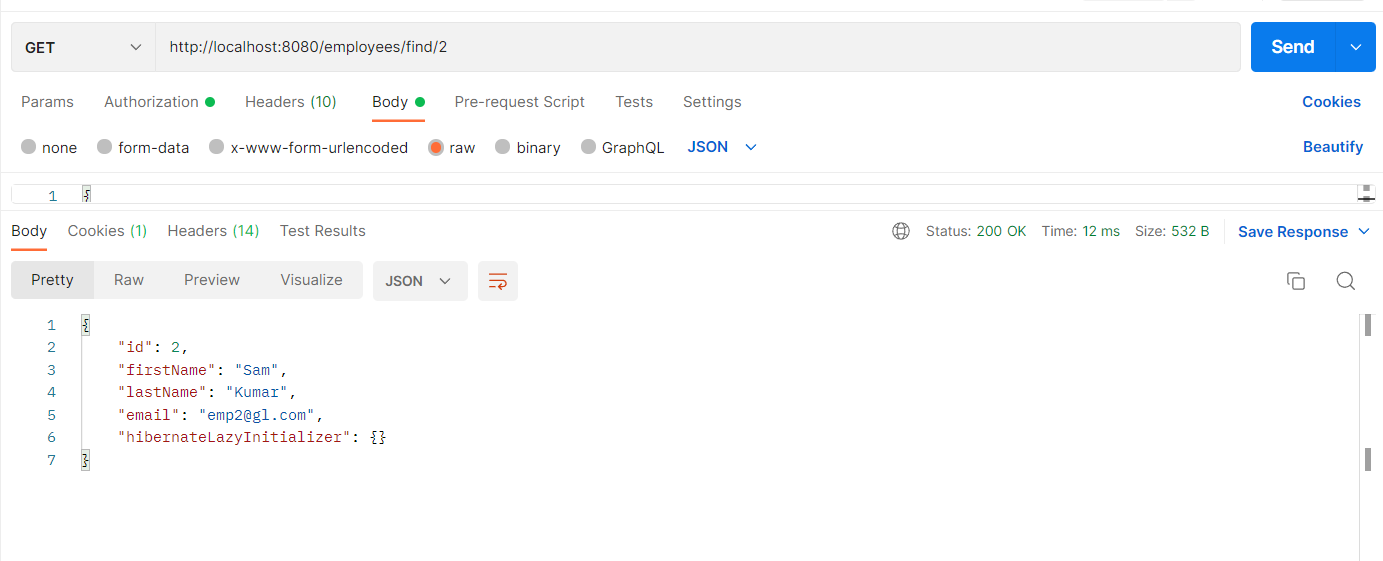 GET http://localhost:8080/employees/find/2 Send
Params Authorization Headers (10) Body Pre-request Script Tests Settings Cookies
none form-data x-www-form-urlencoded raw binary GraphQL JSON Beautify
1 {
Body Cookies (1) Headers (14) Test Results Status: 200 OK Time: 12 ms Size: 532 B Save Response
Pretty Raw Preview Visualize JSON
1 {
2 "id": 2,
3 "firstName": "Sam",
4 "lastName": "Kumar",
5 "email": "emp2@gl.com",
6 "hibernateLazyInitializer": {}
7 }